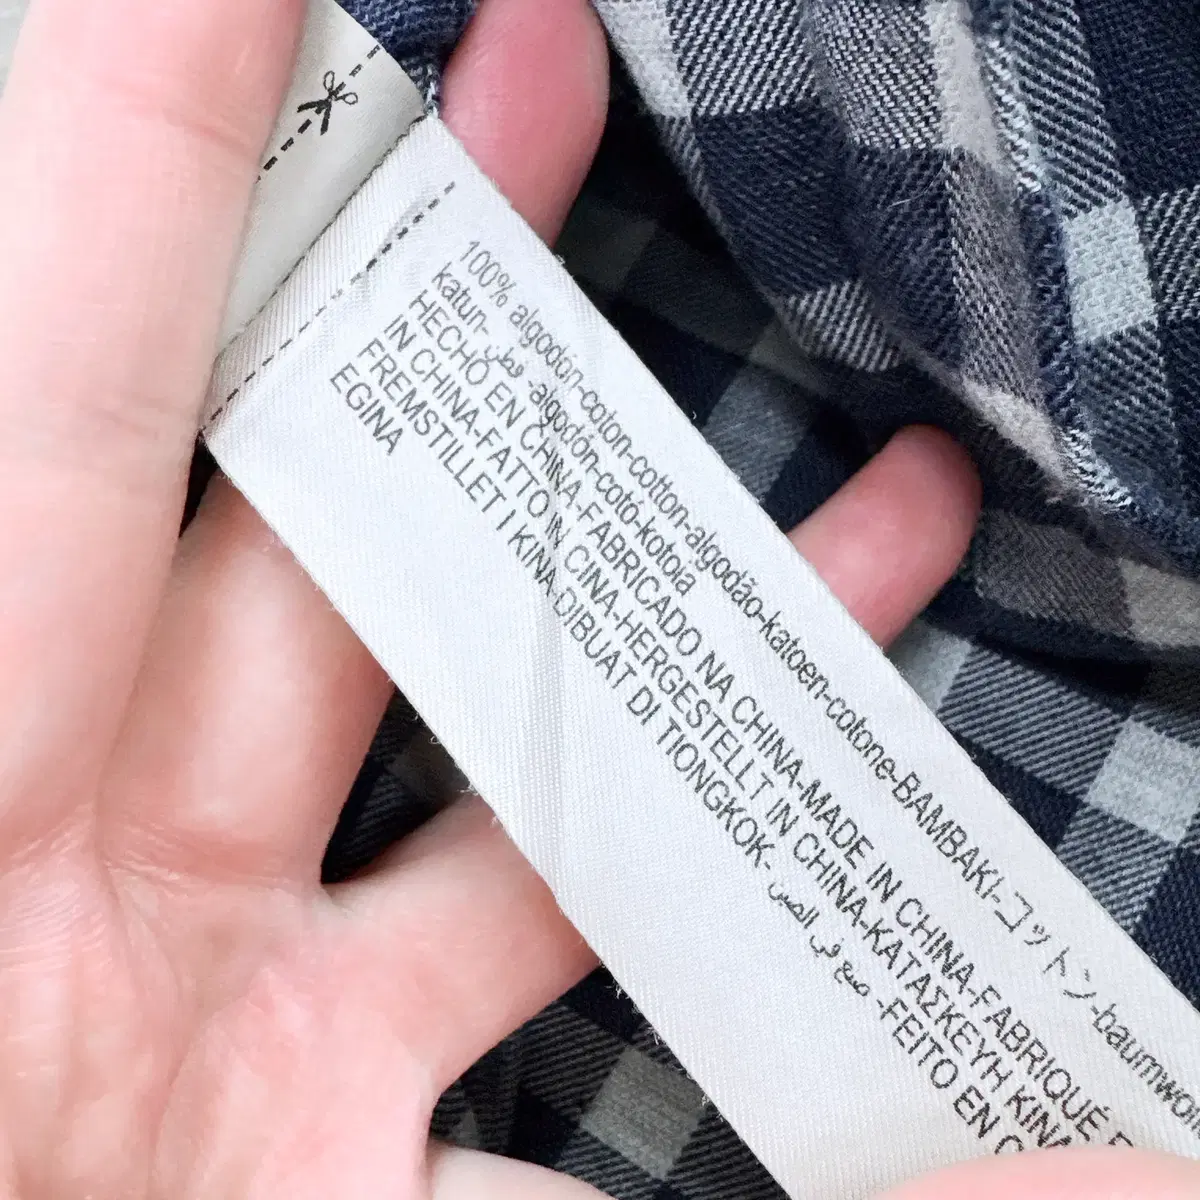 100% algodón-coton-cotton-algodão-katoen-cotone-BAMBAKI-コットン-baumwoll
katun- قطن -algodón-cotó-kotoia
HECHO EN CHINA-FABRICADO NA CHINA-MADE IN CHINA-FABRIQUÉ
IN CHINA-FATTO IN CINA-HERGESTELLT IN CHINA-ΚΑΤΑΣΚΕΥΗ KINA
FREMSTILLET I KINA-DIBUAT DI TIONGKOK- صنع في الصين -FEITO EN
EGINA